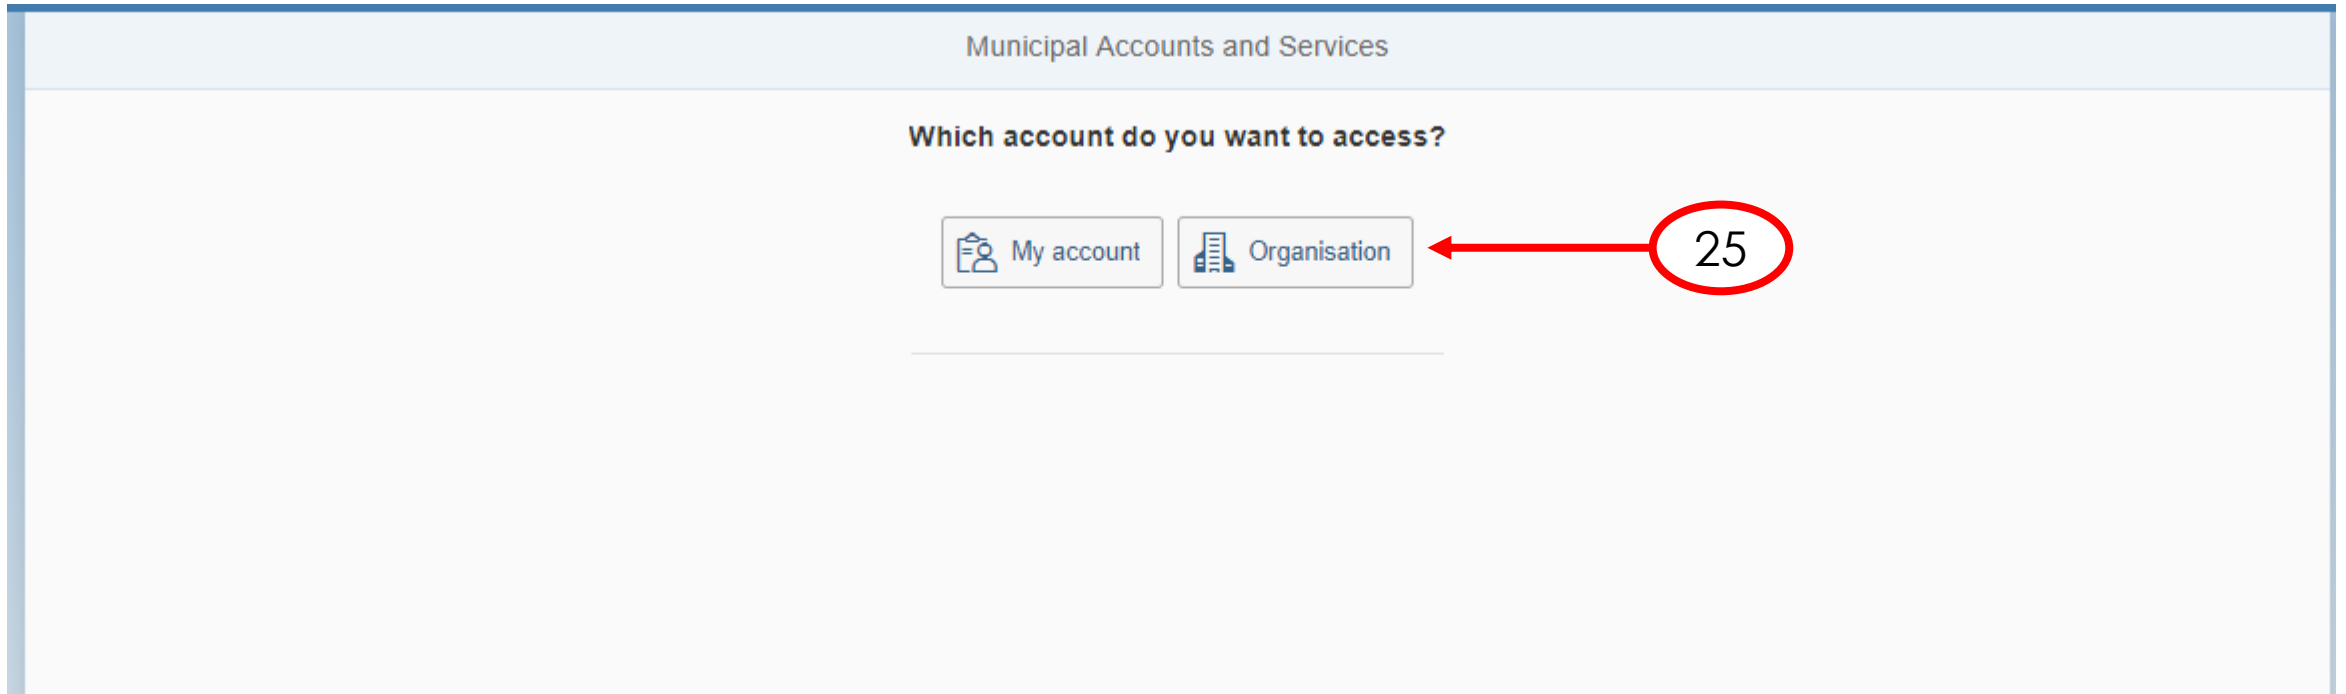 Municipal Accounts and Services
Which account do you want to access?
My account
Organisation
25